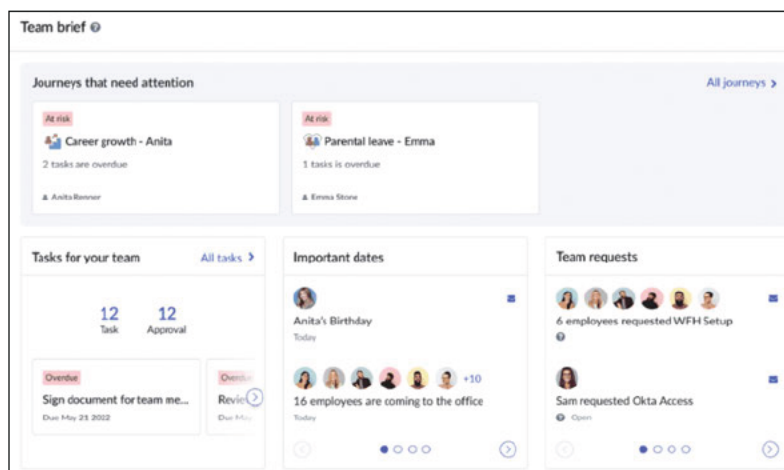 Team brief
Journeys that need attention
All journeys
At risk
Career growth - Anita
2 tasks are overdue
Anita Renner
At risk
Parental leave - Emma
1 tasks is overdue
Emma Stone
Tasks for your team
All tasks
12
Task
12
Approval
Overdue
Sign document for team me...
Due May 21 2022
Overdue
Due May
Important dates
Anita's Birthday
Today
+10
16 employees are coming to the office
Today
Team requests
6 employees requested WFH Setup
Sam requested Okta Access
Open